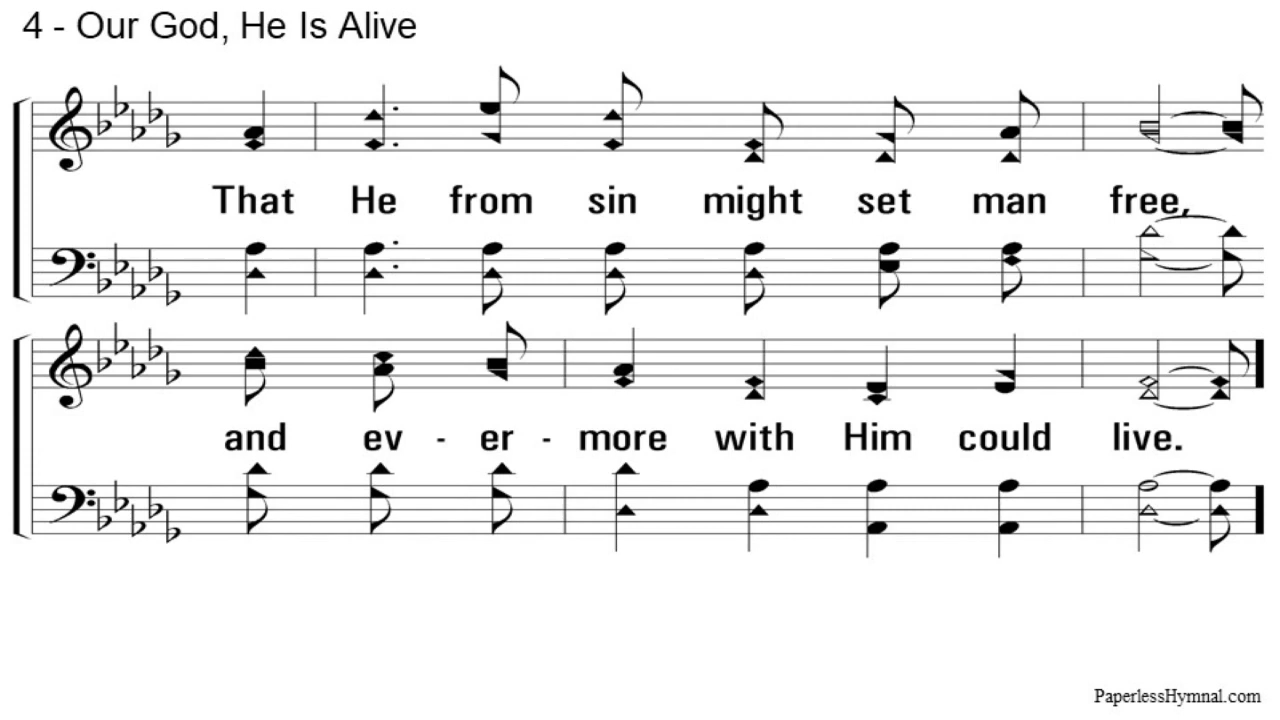 4 - Our God, He Is Alive
That He from sin might set man free,
and ev - er - more with Him could live.
PaperlessHymnal.com